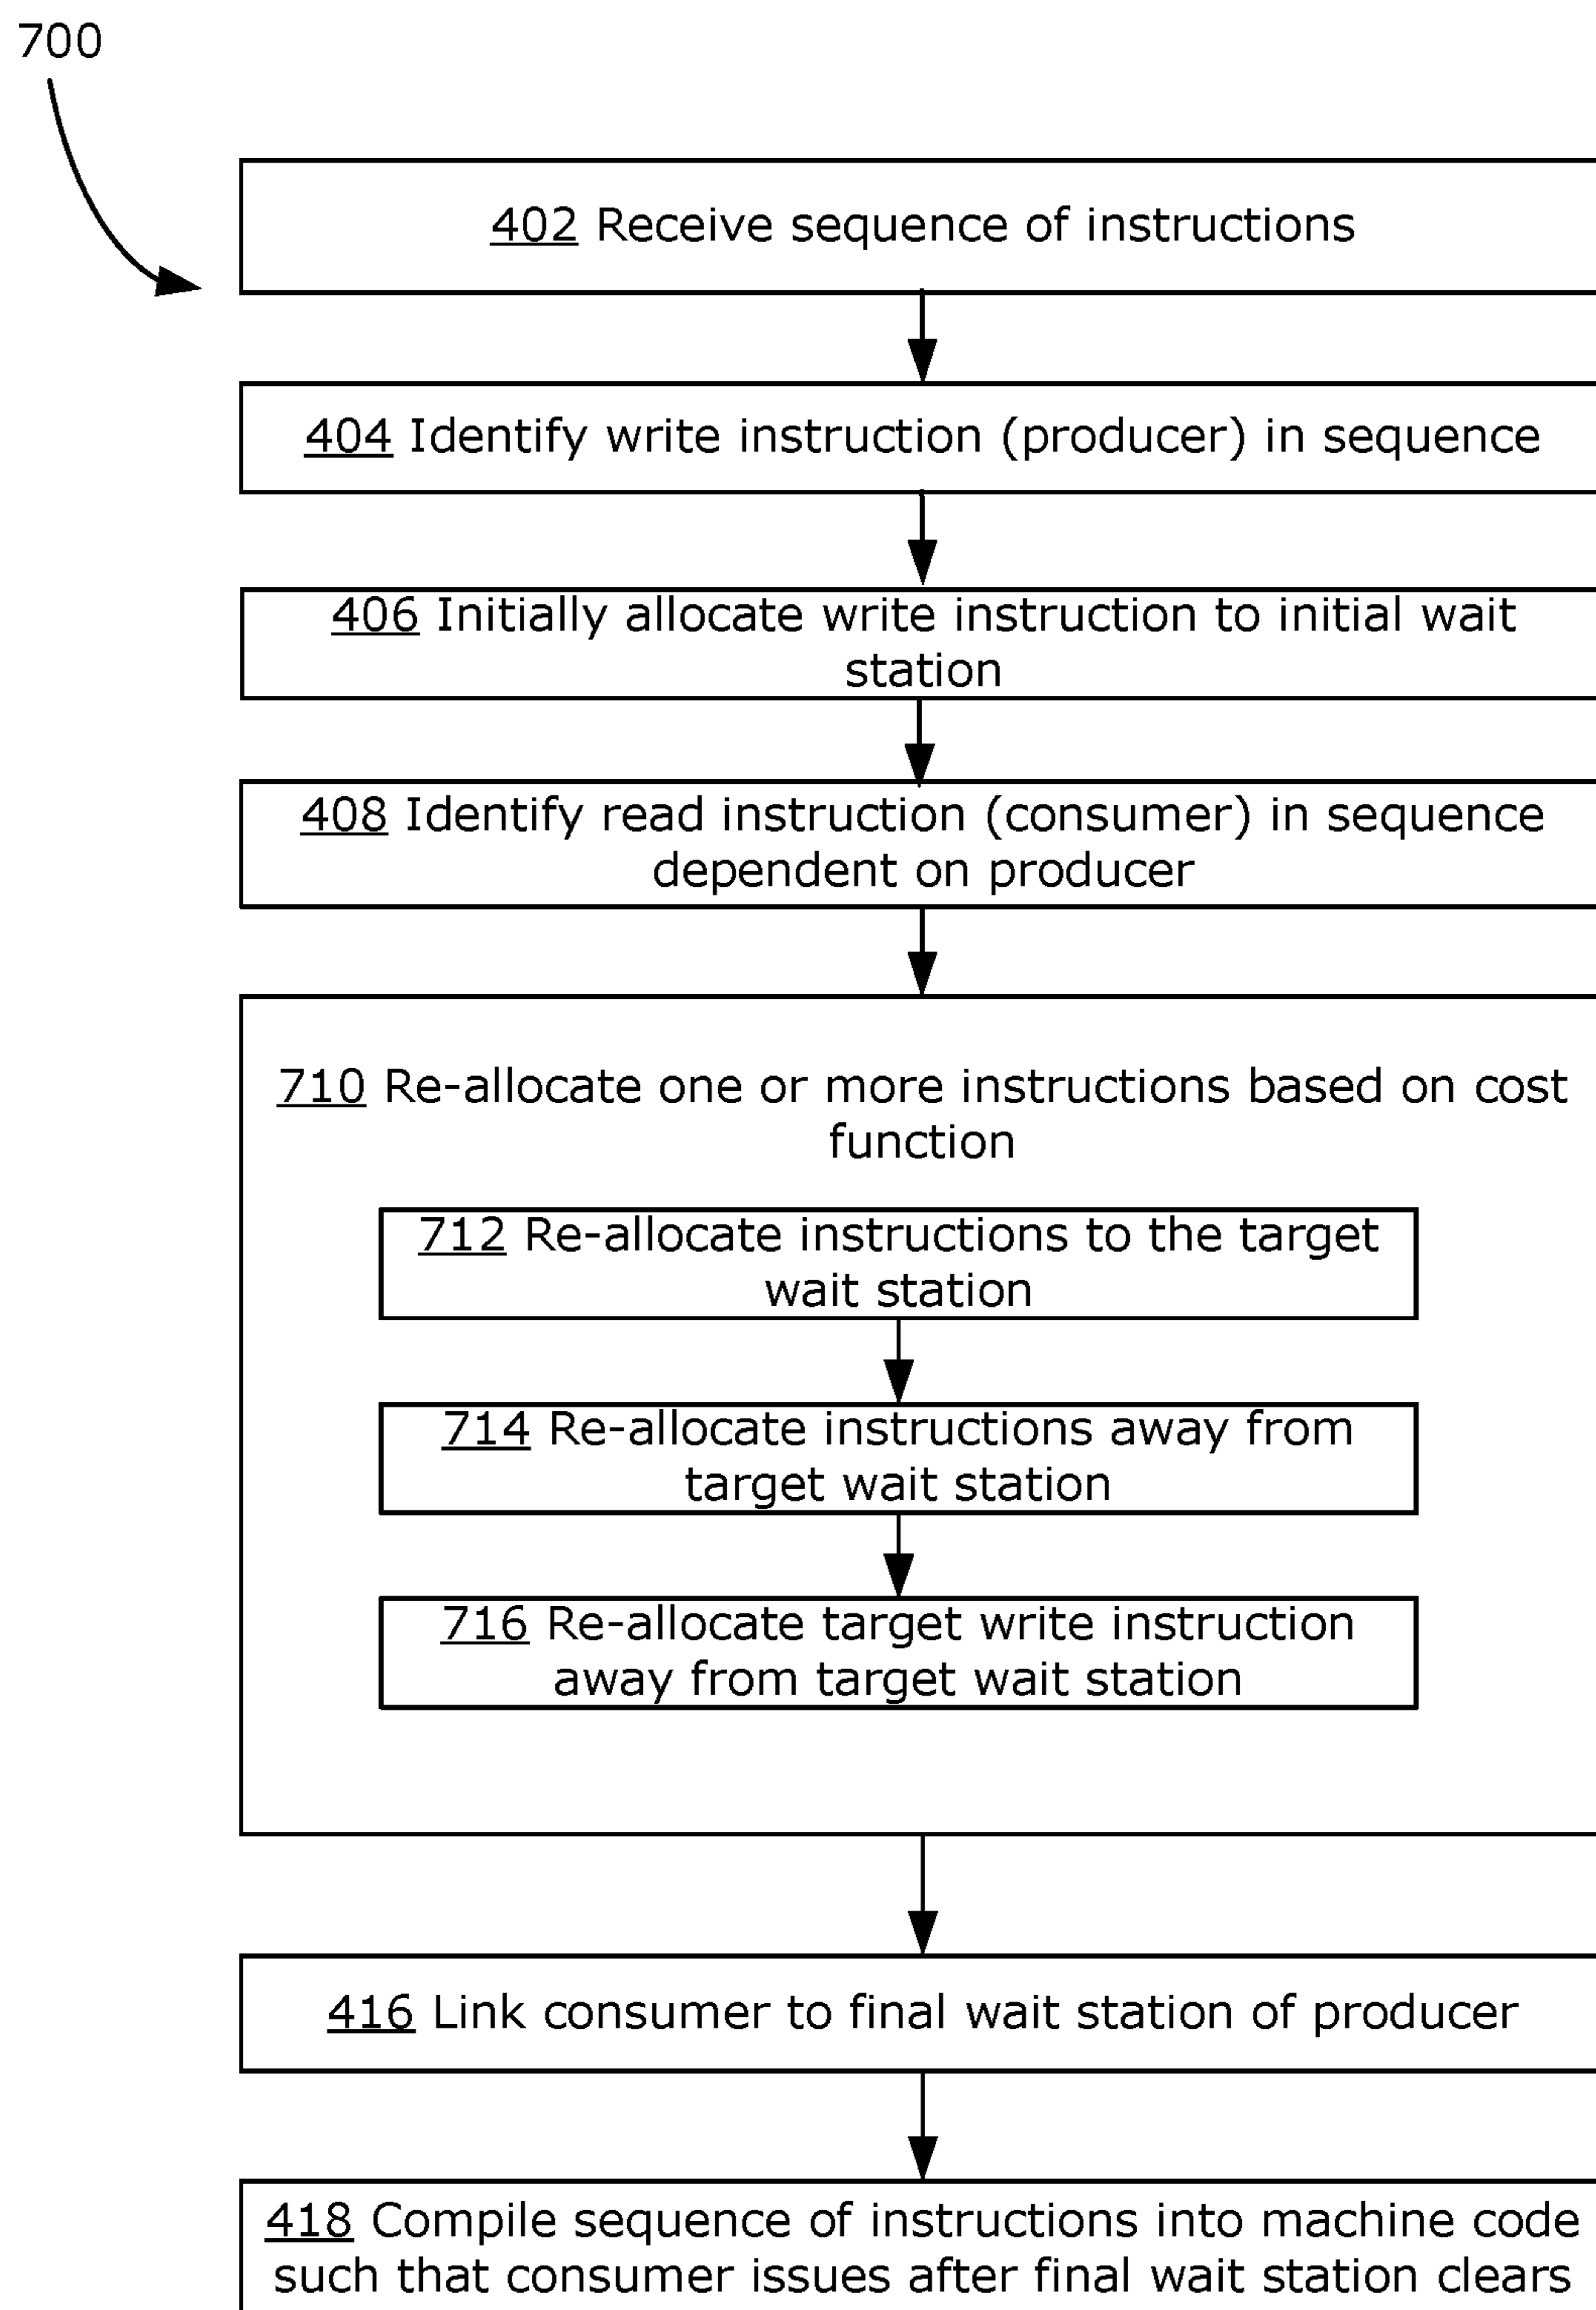 700
402 Receive sequence of instructions
404 Identify write instruction (producer) in sequence
406 Initially allocate write instruction to initial wait
station
408 Identify read instruction (consumer) in sequence
dependent on producer
710 Re-allocate one or more instructions based on cost
function
712 Re-allocate instructions to the target
wait station
714 Re-allocate instructions away from
target wait station
716 Re-allocate target write instruction
away from target wait station
416 Link consumer to final wait station of producer
418 Compile sequence of instructions into machine code
such that consumer issues after final wait station clears